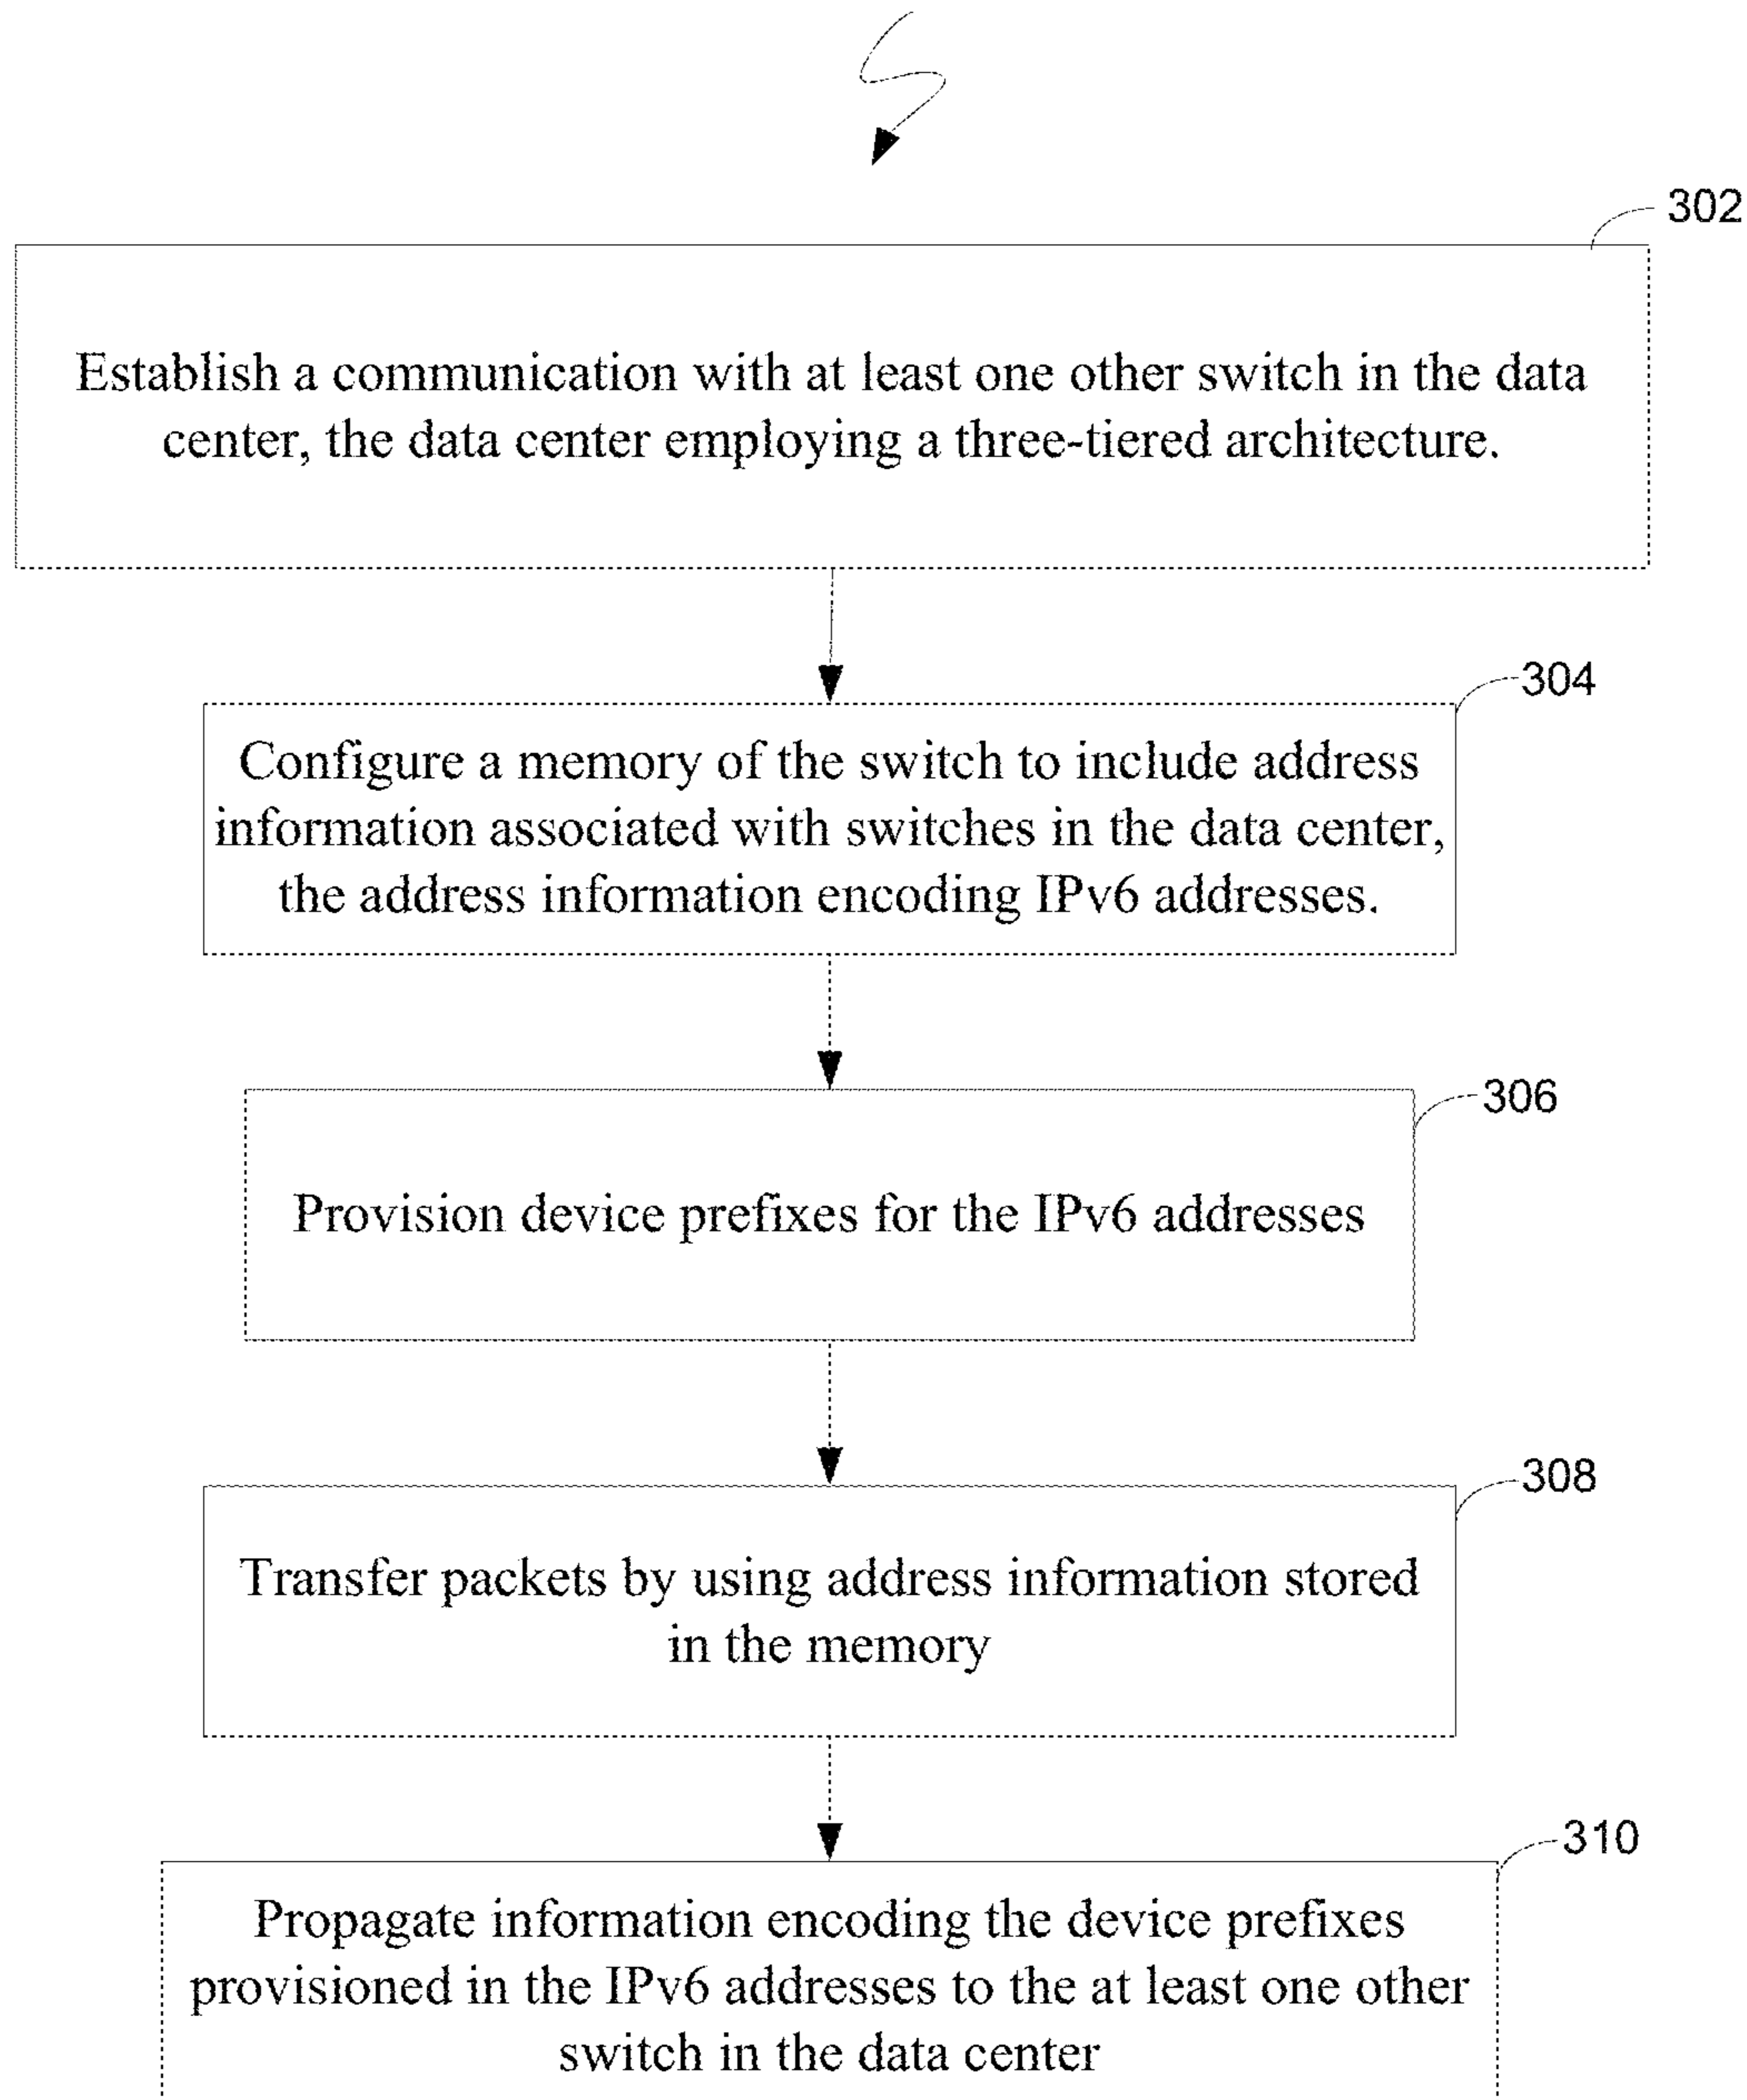 302
Establish a communication with at least one other switch in the data
center, the data center employing a three-tiered architecture.
304
Configure a memory of the switch to include address
information associated with switches in the data center,
the address information encoding IPv6 addresses.
306
Provision device prefixes for the IPv6 addresses
308
Transfer packets by using address information stored
in the memory
310
Propagate information encoding the device prefixes
provisioned in the IPv6 addresses to the at least one other
switch in the data center